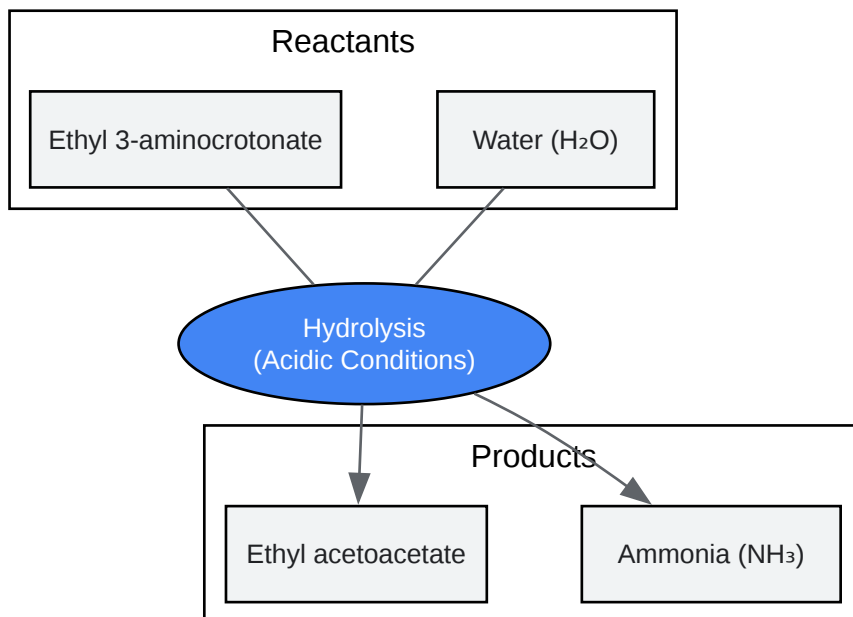 Reactants
Ethyl 3-aminocrotonate
Water (H₂O)
Hydrolysis
(Acidic Conditions)
Products
Ethyl acetoacetate
Ammonia (NH₃)